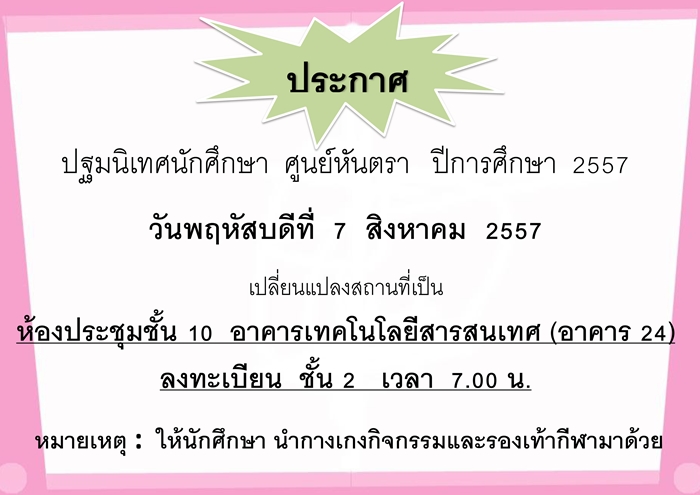 ประกาศ
ปฐมนิเทศนักศึกษา ศูนย์หันตรา ปีการศึกษา 2557
วันพฤหัสบดีที่ 7 สิงหาคม 2557
เปลี่ยนแปลงสถานที่เป็น
ห้องประชุมชั้น 10 อาคารเทคโนโลยีสารสนเทศ (อาคาร 24)
ลงทะเบียน ชั้น 2 เวลา 7.00 น.
หมายเหตุ : ให้นักศึกษา นำกางเกงกิจกรรมและรองเท้ากีฬามาด้วย